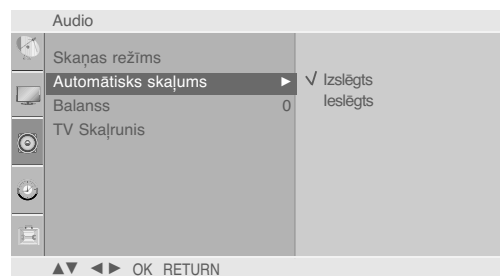 Audio
Skaņas režīms
Automātisks skaļums ► √ Izslēgts
Ieslēgts
Balanss 0
TV Skaļrunis
▲▼ ◄► OK RETURN